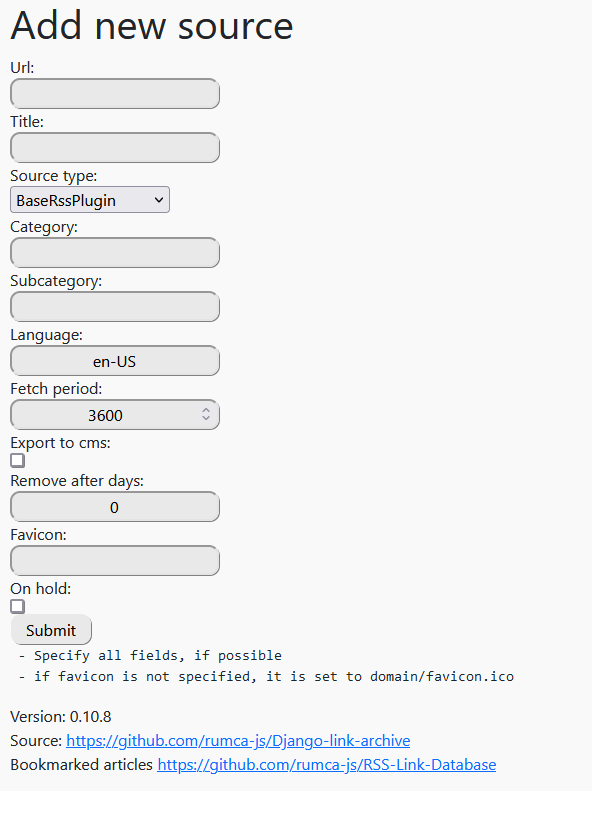 Add new source
Url:
Title:
Source type:
BaseRssPlugin
Category:
Subcategory:
Language:
en-US
Fetch period:
3600
Export to cms:
Remove after days:
0
Favicon:
On hold:
Submit
- Specify all fields, if possible
- if favicon is not specified, it is set to domain/favicon.ico
Version: 0.10.8
Source: https://github.com/rumca-js/Django-link-archive
Bookmarked articles https://github.com/rumca-js/RSS-Link-Database